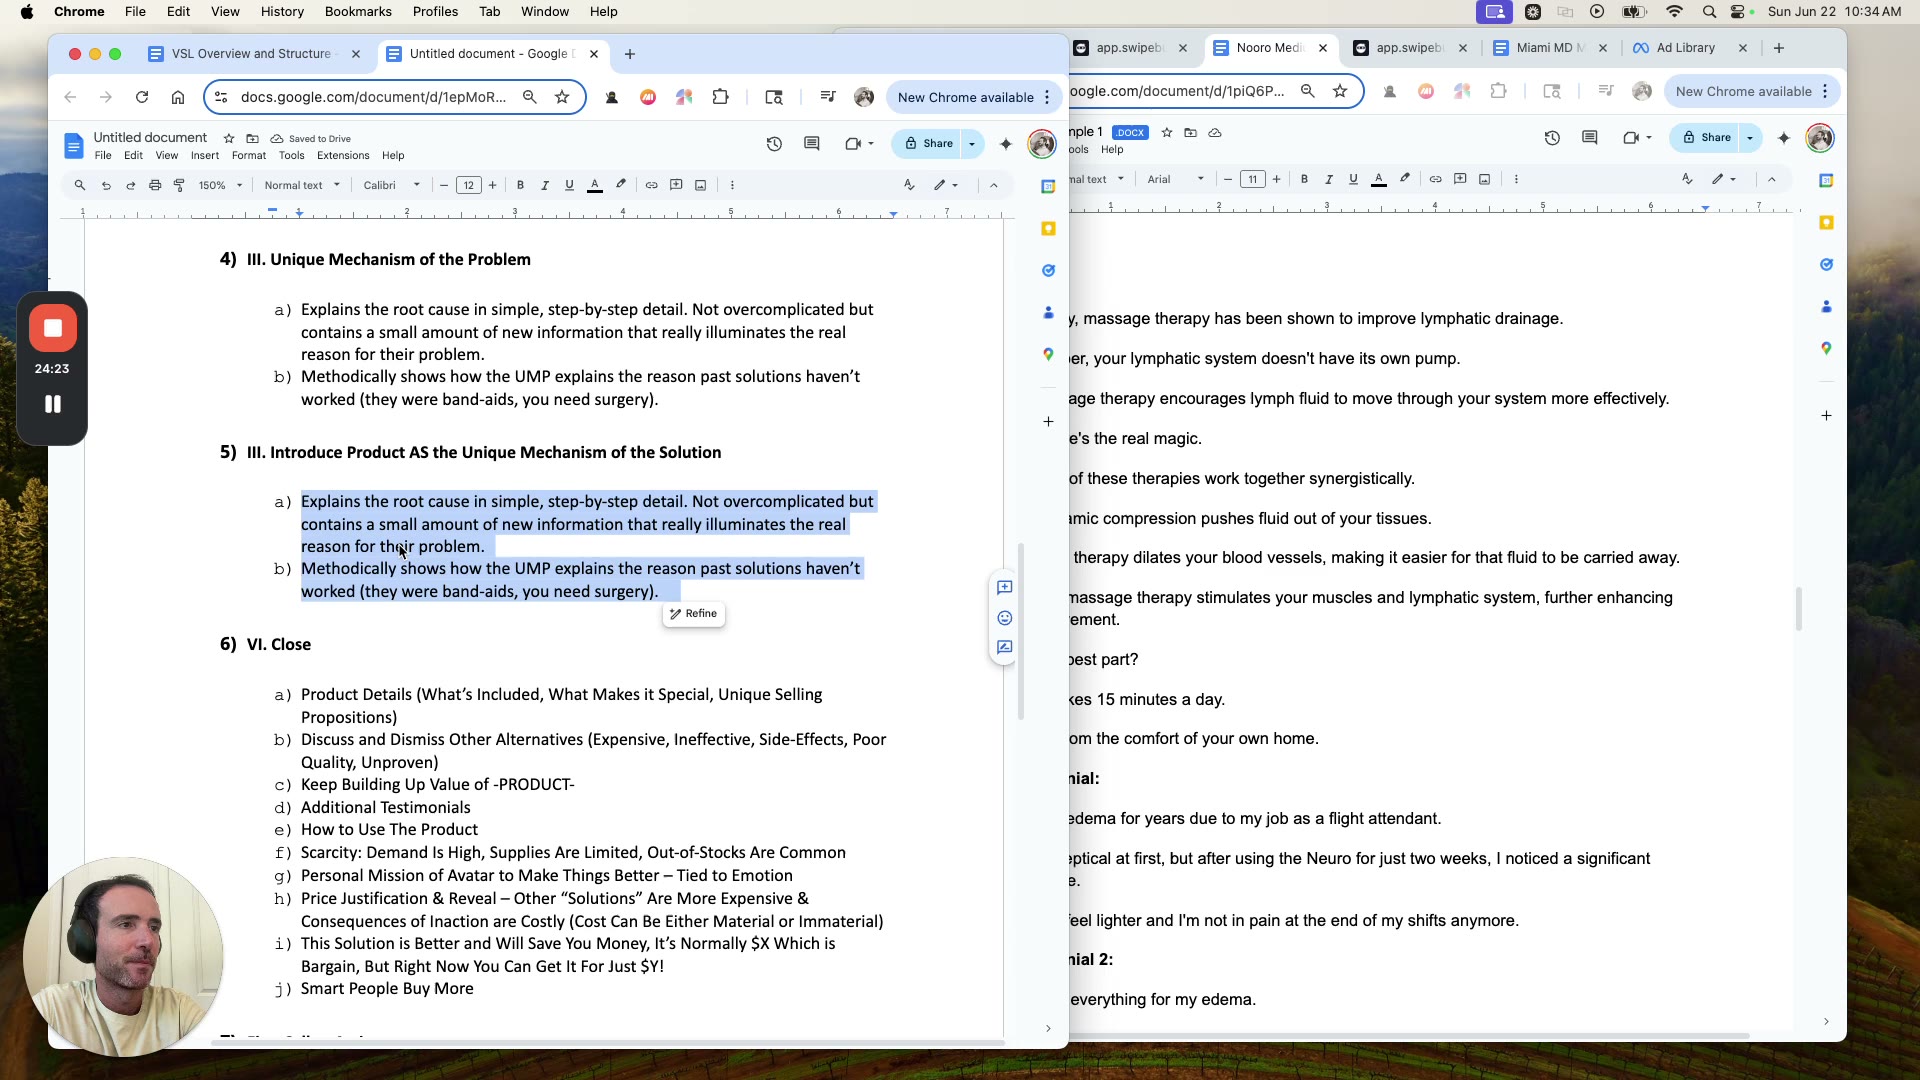 Chrome File Edit View History Bookmarks Profiles Tab Window Help
Sun Jun 22 10:34 AM
VSL Overview and Structure
Untitled document - Google
docs.google.com/document/d/1epMoR...
New Chrome available
Untitled document
Saved to Drive
File Edit View Insert Format Tools Extensions Help
Share
150% Normal text Calibri 12
1 1 2 3 4 5 6 7
4) III. Unique Mechanism of the Problem
a) Explains the root cause in simple, step-by-step detail. Not overcomplicated but
contains a small amount of new information that really illuminates the real
reason for their problem.
b) Methodically shows how the UMP explains the reason past solutions haven’t
worked (they were band-aids, you need surgery).
5) III. Introduce Product AS the Unique Mechanism of the Solution
a) Explains the root cause in simple, step-by-step detail. Not overcomplicated but
contains a small amount of new information that really illuminates the real
reason for their problem.
b) Methodically shows how the UMP explains the reason past solutions haven’t
worked (they were band-aids, you need surgery).
Refine
6) VI. Close
a) Product Details (What’s Included, What Makes it Special, Unique Selling
Propositions)
b) Discuss and Dismiss Other Alternatives (Expensive, Ineffective, Side-Effects, Poor
Quality, Unproven)
c) Keep Building Up Value of -PRODUCT-
d) Additional Testimonials
e) How to Use The Product
f) Scarcity: Demand Is High, Supplies Are Limited, Out-of-Stocks Are Common
g) Personal Mission of Avatar to Make Things Better – Tied to Emotion
h) Price Justification & Reveal – Other “Solutions” Are More Expensive &
Consequences of Inaction are Costly (Cost Can Be Either Material or Immaterial)
i) This Solution is Better and Will Save You Money, It’s Normally $X Which is
Bargain, But Right Now You Can Get It For Just $Y!
j) Smart People Buy More
24:23
app.swipeb
Nooro Medi
app.swipeb
Miami MD M
Ad Library
oogle.com/document/d/1piQ6P...
New Chrome available
mple 1 .DOCX
ools Help
Share
mal text Arial 11
1 2 3 4 5 6 7
y, massage therapy has been shown to improve lymphatic drainage.
er, your lymphatic system doesn't have its own pump.
age therapy encourages lymph fluid to move through your system more effectively.
e's the real magic.
of these therapies work together synergistically.
amic compression pushes fluid out of your tissues.
therapy dilates your blood vessels, making it easier for that fluid to be carried away.
massage therapy stimulates your muscles and lymphatic system, further enhancing
ement.
best part?
kes 15 minutes a day.
om the comfort of your own home.
nial:
edema for years due to my job as a flight attendant.
eptical at first, but after using the Neuro for just two weeks, I noticed a significant
e.
feel lighter and I'm not in pain at the end of my shifts anymore.
nial 2:
everything for my edema.